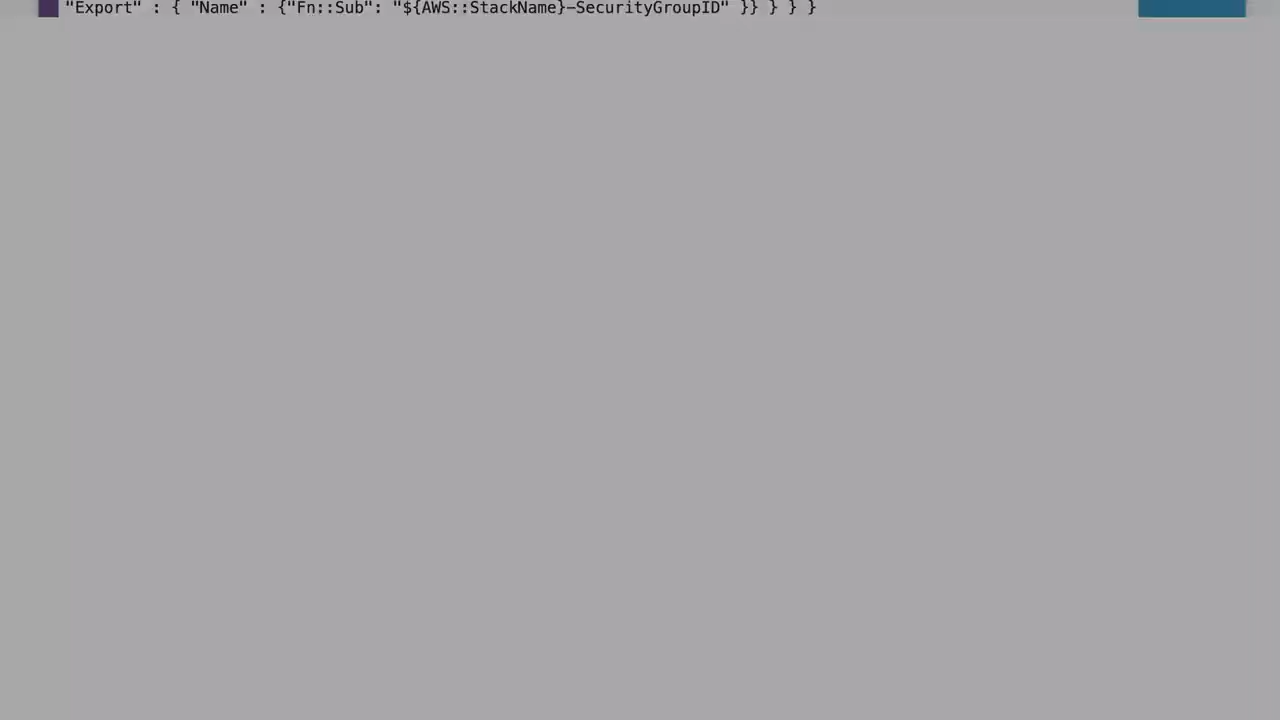 "Export" : { "Name" : {"Fn::Sub": "${AWS::StackName}-SecurityGroupID" }} } } }